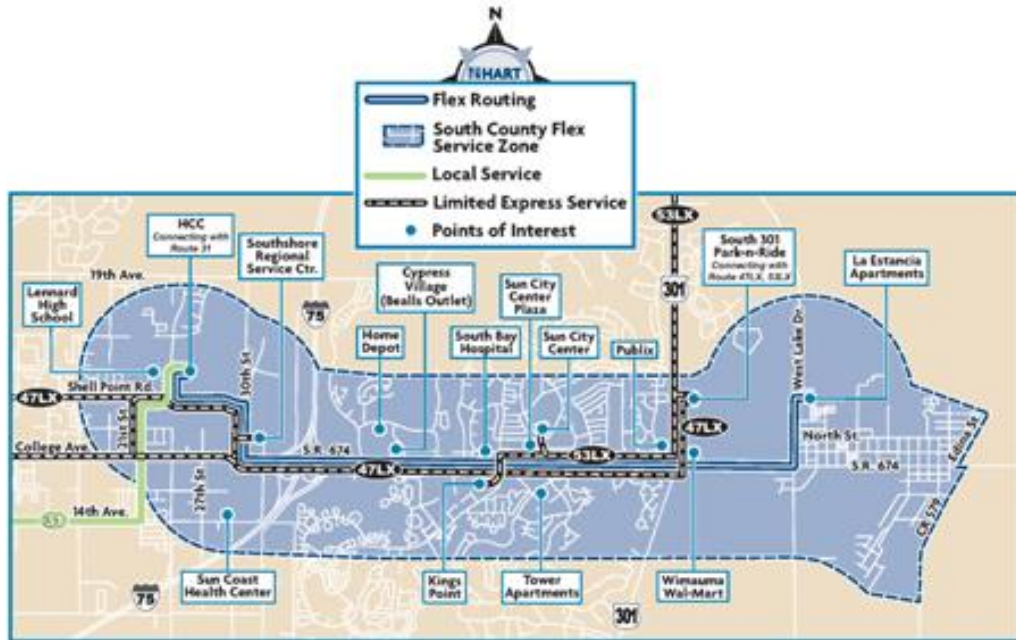 N
HART
Flex Routing
South County Flex
Service Zone
Local Service
Limited Express Service
Points of Interest
53LX
HCC
Connecting with
Route 31
Southshore
Regional
Service Ctr.
19th Ave.
Lennard
High
School
75
Cypress
Village
(Bealls Outlet)
Home
Depot
South Bay
Hospital
Sun City
Center
Plaza
Sun City
Center
Publix
301
South 301
Park-n-Ride
Connecting with
Route 47LX, 53LX
La Estancia
Apartments
West Lake Dr
30th St
Shell Point Rd.
47LX
21st St
College Ave.
S.R. 674
47LX
53LX
47LX
North St.
S.R. 674
Edina St
27th St
14th Ave.
31
CR 579
75
Sun Coast
Health Center
Kings
Point
Tower
Apartments
301
Wimauma
Wal-Mart